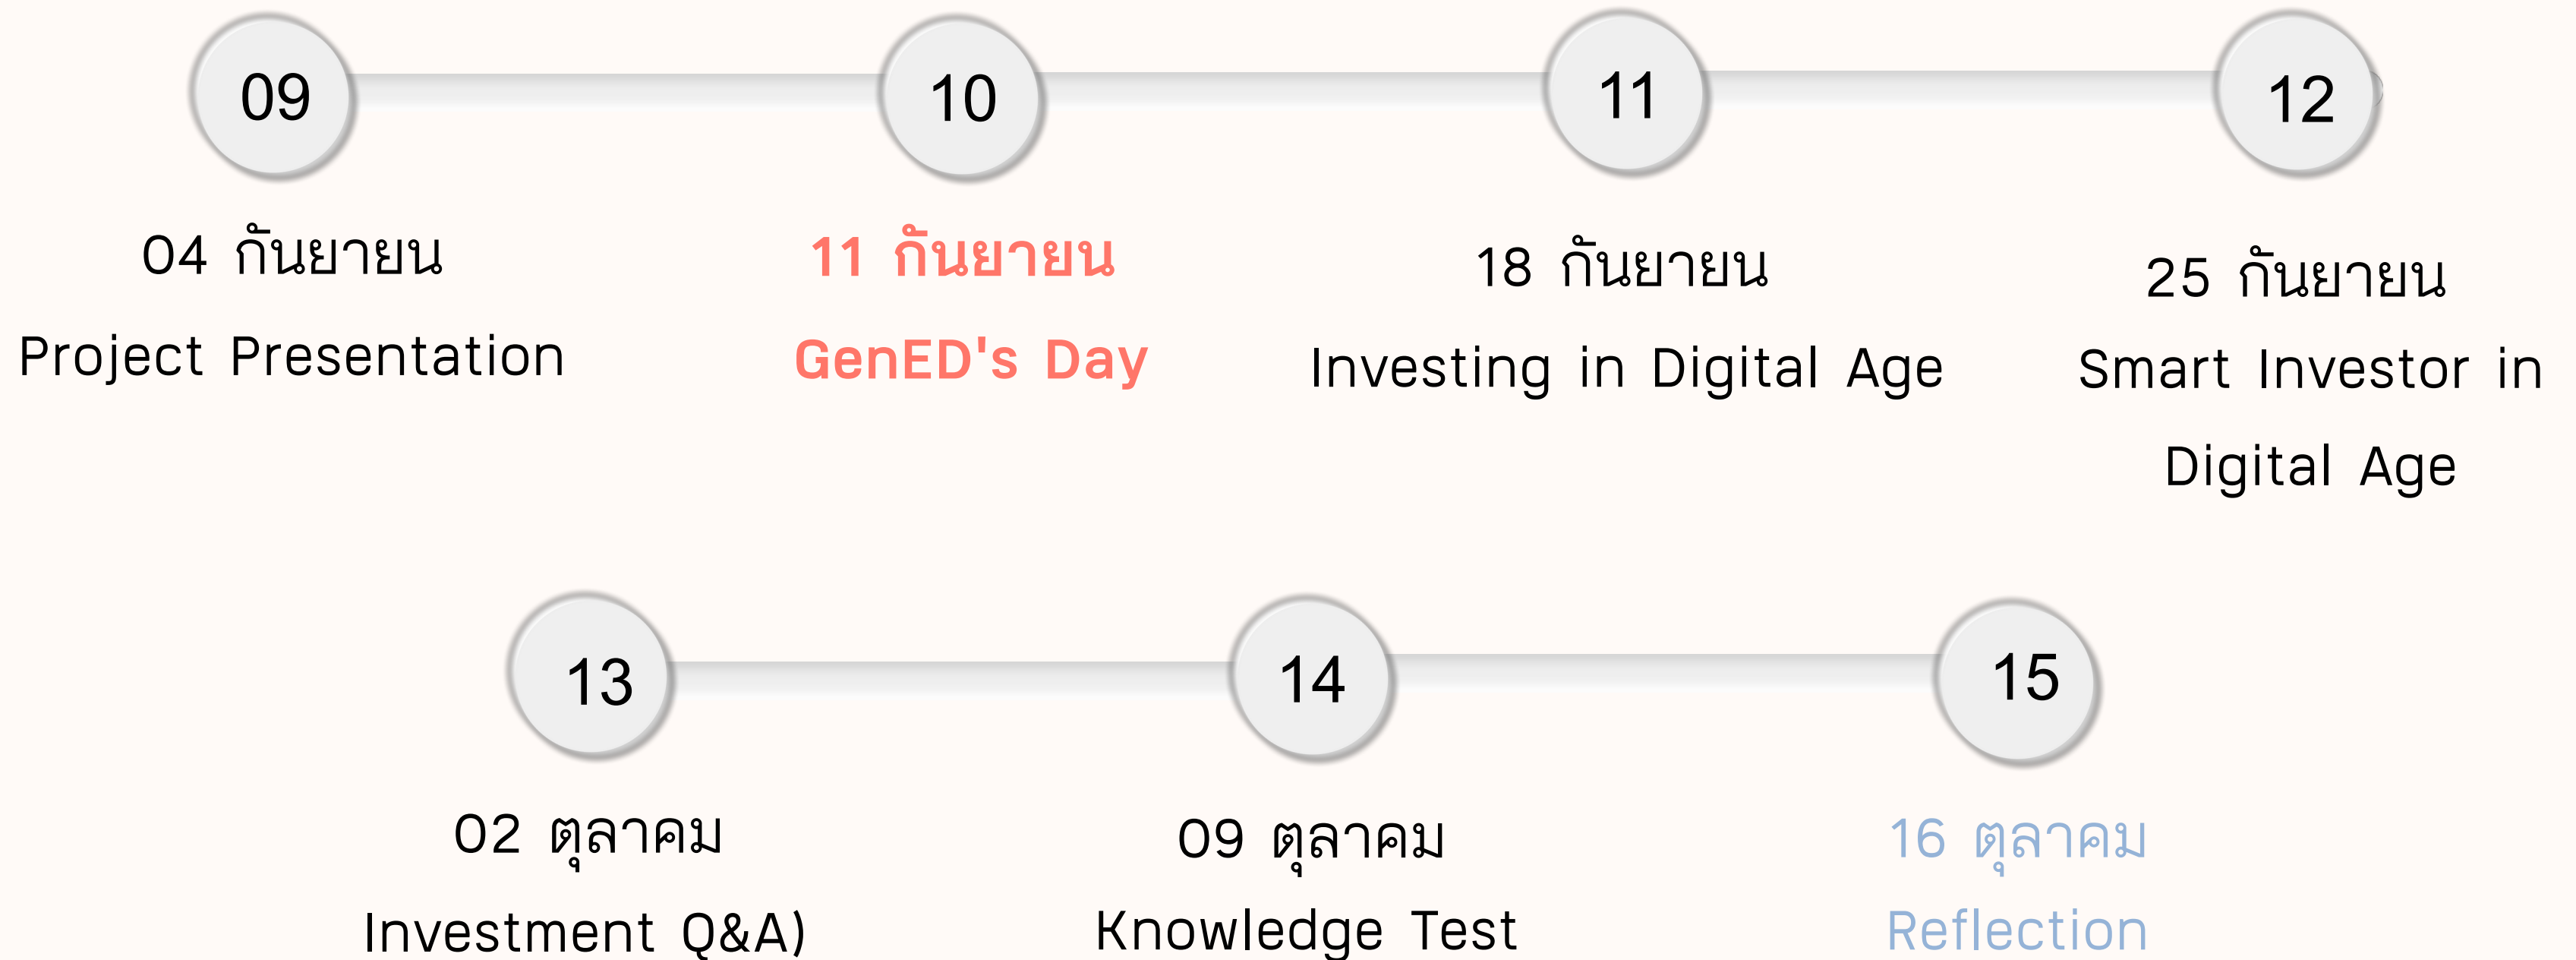 09
10
11
12
04 กันยายน
11 กันยายน
18 กันยายน
25 กันยายน
Project Presentation
GenED's Day
Investing in Digital Age
Smart Investor in
Digital Age
13
14
15
02 ตุลาคม
09 ตุลาคม
16 ตุลาคม
Investment Q&A)
Knowledge Test
Reflection